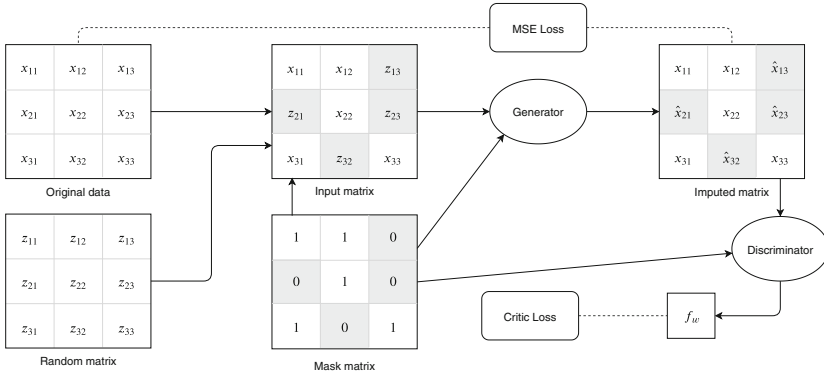 MSE Loss
x₁₁ x₁₂ x₁₃
x₂₁ x₂₂ x₂₃
x₃₁ x₃₂ x₃₃
Original data
x₁₁ x₁₂ z₁₃
z₂₁ x₂₂ z₂₃
x₃₁ z₃₂ x₃₃
Input matrix
Generator
x₁₁ x₁₂ x̂₁₃
x̂₂₁ x₂₂ x̂₂₃
x₃₁ x̂₃₂ x₃₃
Imputed matrix
z₁₁ z₁₂ z₁₃
z₂₁ z₂₂ z₂₃
z₃₁ z₃₂ z₃₃
Random matrix
1 1 0
0 1 0
1 0 1
Mask matrix
Discriminator
Critic Loss
f_w